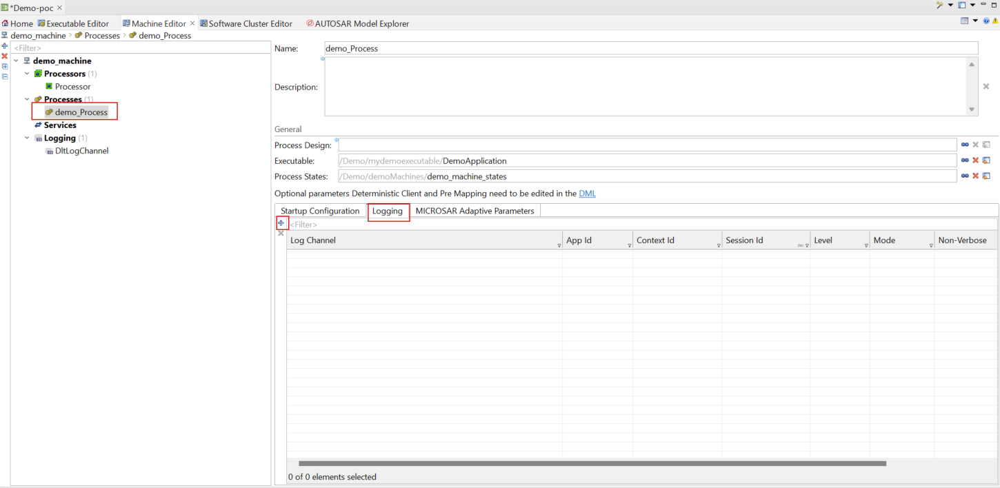 *Demo-poc
Home Executable Editor Machine Editor Software Cluster Editor AUTOSAR Model Explorer
demo_machine > Processes > demo_Process
<Filter>
demo_machine
Processors (1)
Processor
Processes (1)
demo_Process
Services
Logging (1)
DltLogChannel
Name: demo_Process
Description:
General
Process Design:
Executable: /Demo/mydemoexecutable/DemoApplication
Process States: /Demo/demoMachines/demo_machine_states
Optional parameters Deterministic Client and Pre Mapping need to be edited in the DML
Startup Configuration Logging MICROSAR Adaptive Parameters
<Filter>
Log Channel App Id Context Id Session Id dec Level Mode Non-Verbose
0 of 0 elements selected